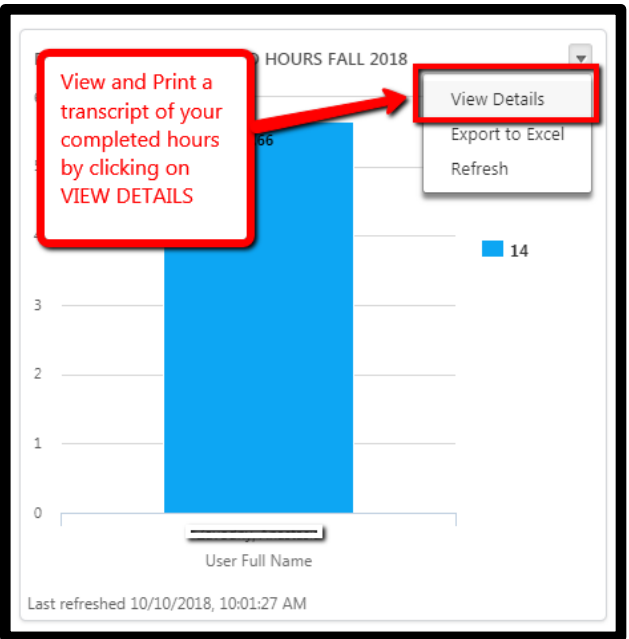 HOURS FALL 2018
View and Print a
transcript of your
completed hours
by clicking on
VIEW DETAILS
View Details
Export to Excel
Refresh
66
14
3
2
1
0
User Full Name
Last refreshed 10/10/2018, 10:01:27 AM